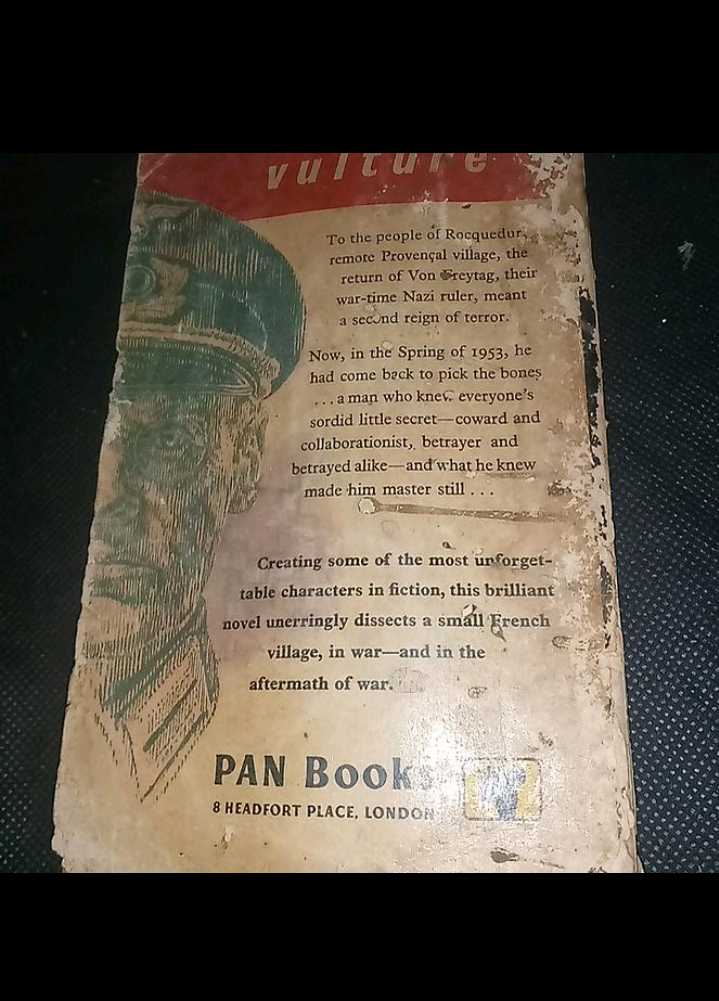 vulture
To the people of Rocquedur,
remote Provençal village, the
return of Von Freytag, their
war-time Nazi ruler, meant
a second reign of terror.
Now, in the Spring of 1953, he
had come back to pick the bones
. . . a man who knew everyone's
sordid little secret—coward and
collaborationist, betrayer and
betrayed alike—and what he knew
made him master still . . .
Creating some of the most unforget-
table characters in fiction, this brilliant
novel unerringly dissects a small French
village, in war—and in the
aftermath of war.
PAN Books
8 HEADFORT PLACE, LONDON